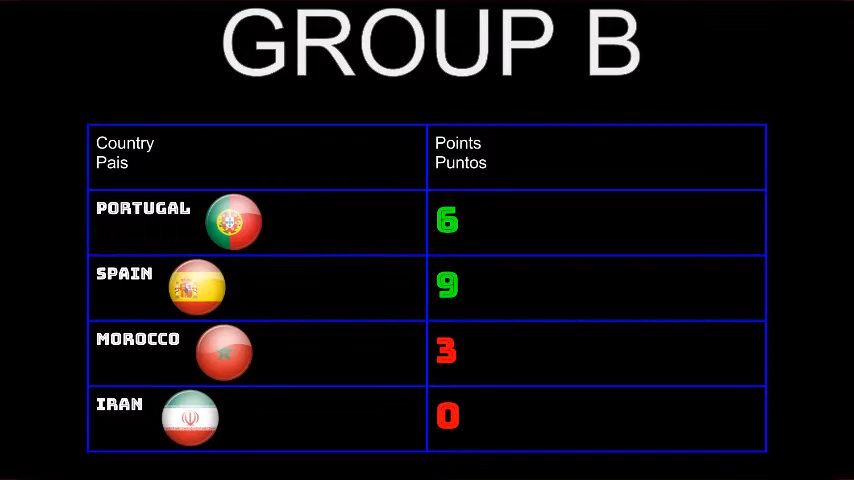 GROUP B
Country
Pais
Points
Puntos
PORTUGAL
6
SPAIN
9
MOROCCO
3
IRAN
0